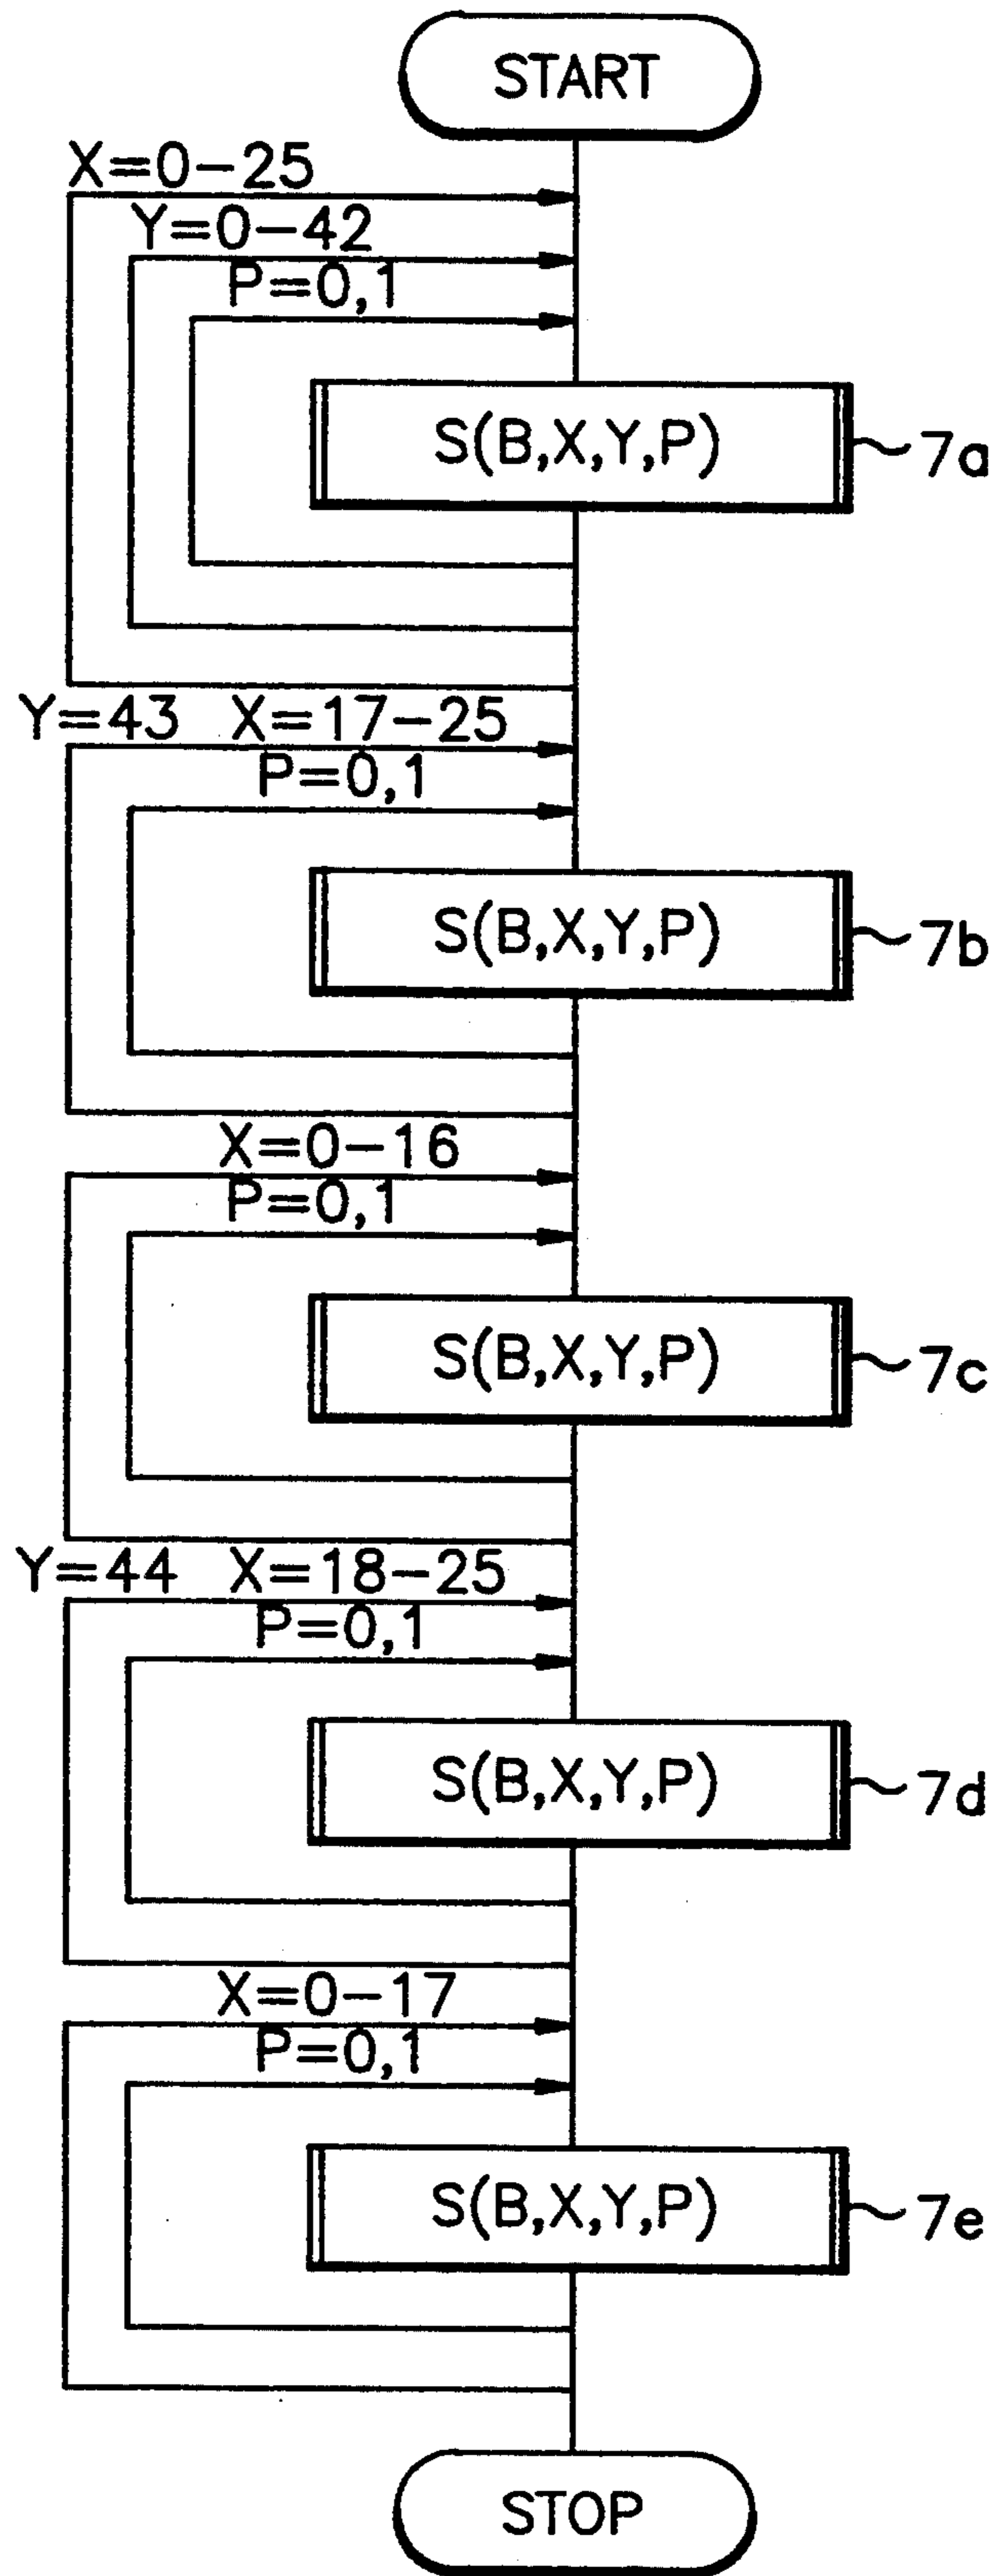 START
X=0-25
Y=0-42
P=0,1
S(B,X,Y,P)
7a
Y=43 X=17-25
P=0,1
S(B,X,Y,P)
7b
X=0-16
P=0,1
S(B,X,Y,P)
7c
Y=44 X=18-25
P=0,1
S(B,X,Y,P)
7d
X=0-17
P=0,1
S(B,X,Y,P)
7e
STOP